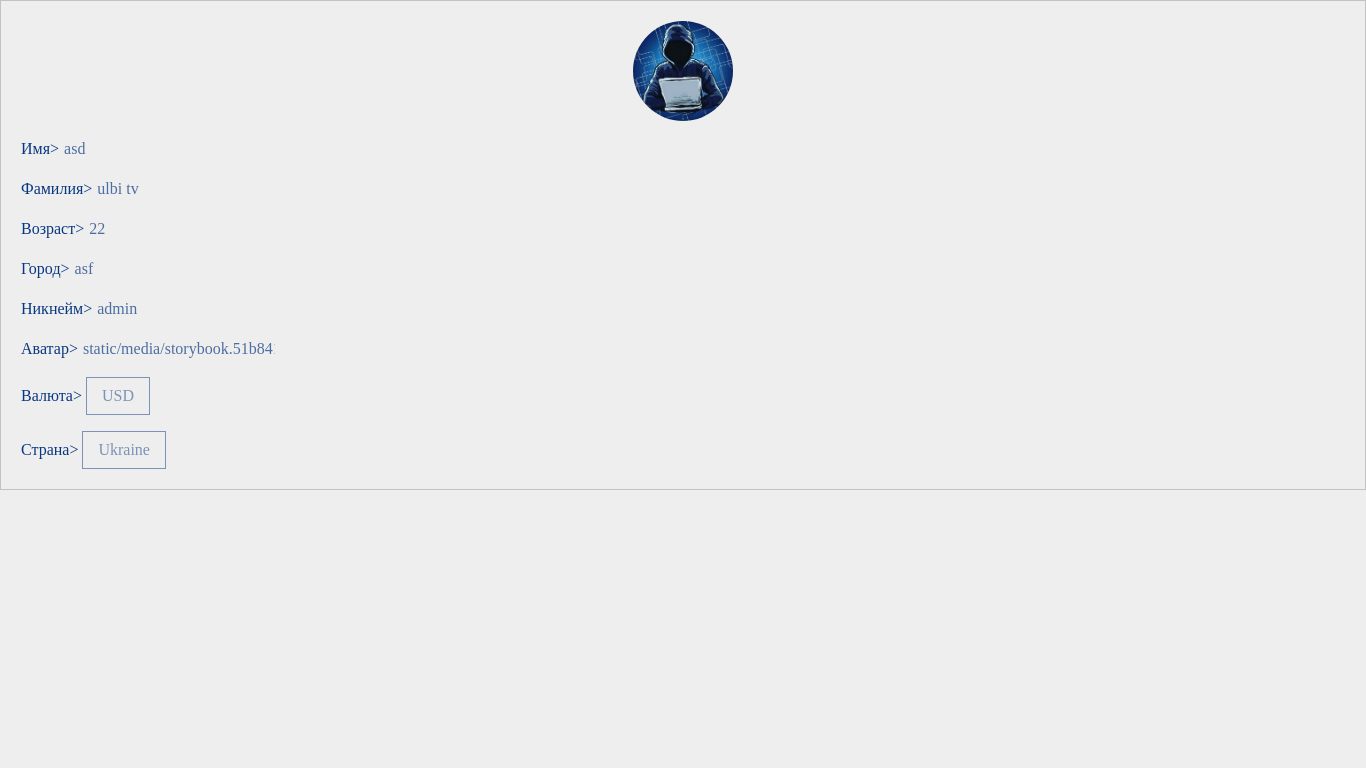 Имя> asd
Фамилия> ulbi tv
Возраст> 22
Город> asf
Никнейм> admin
Аватар> static/media/storybook.51b84
Валюта> USD
Страна> Ukraine